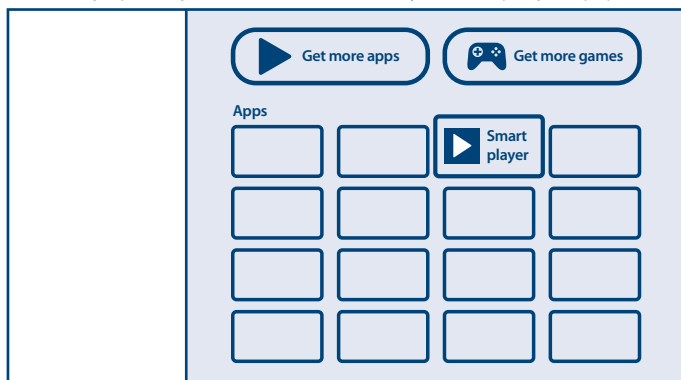 Get more apps
Get more games
Apps
Smart
player